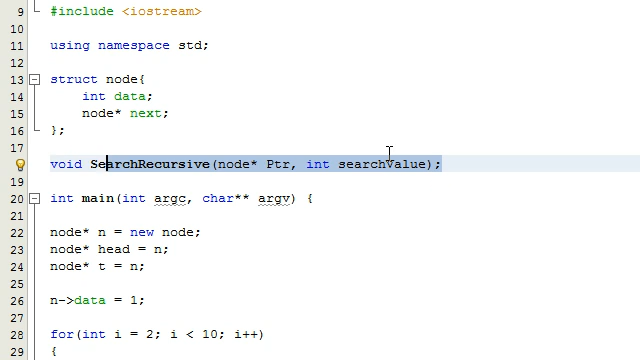 9 #include <iostream>
10
11 using namespace std;
12
13 struct node{
14 int data;
15 node* next;
16 };
17
void SearchRecursive(node* Ptr, int searchValue);
19
20 int main(int argc, char** argv) {
21
22 node* n = new node;
23 node* head = n;
24 node* t = n;
25
26 n->data = 1;
27
28 for(int i = 2; i < 10; i++)
29 {